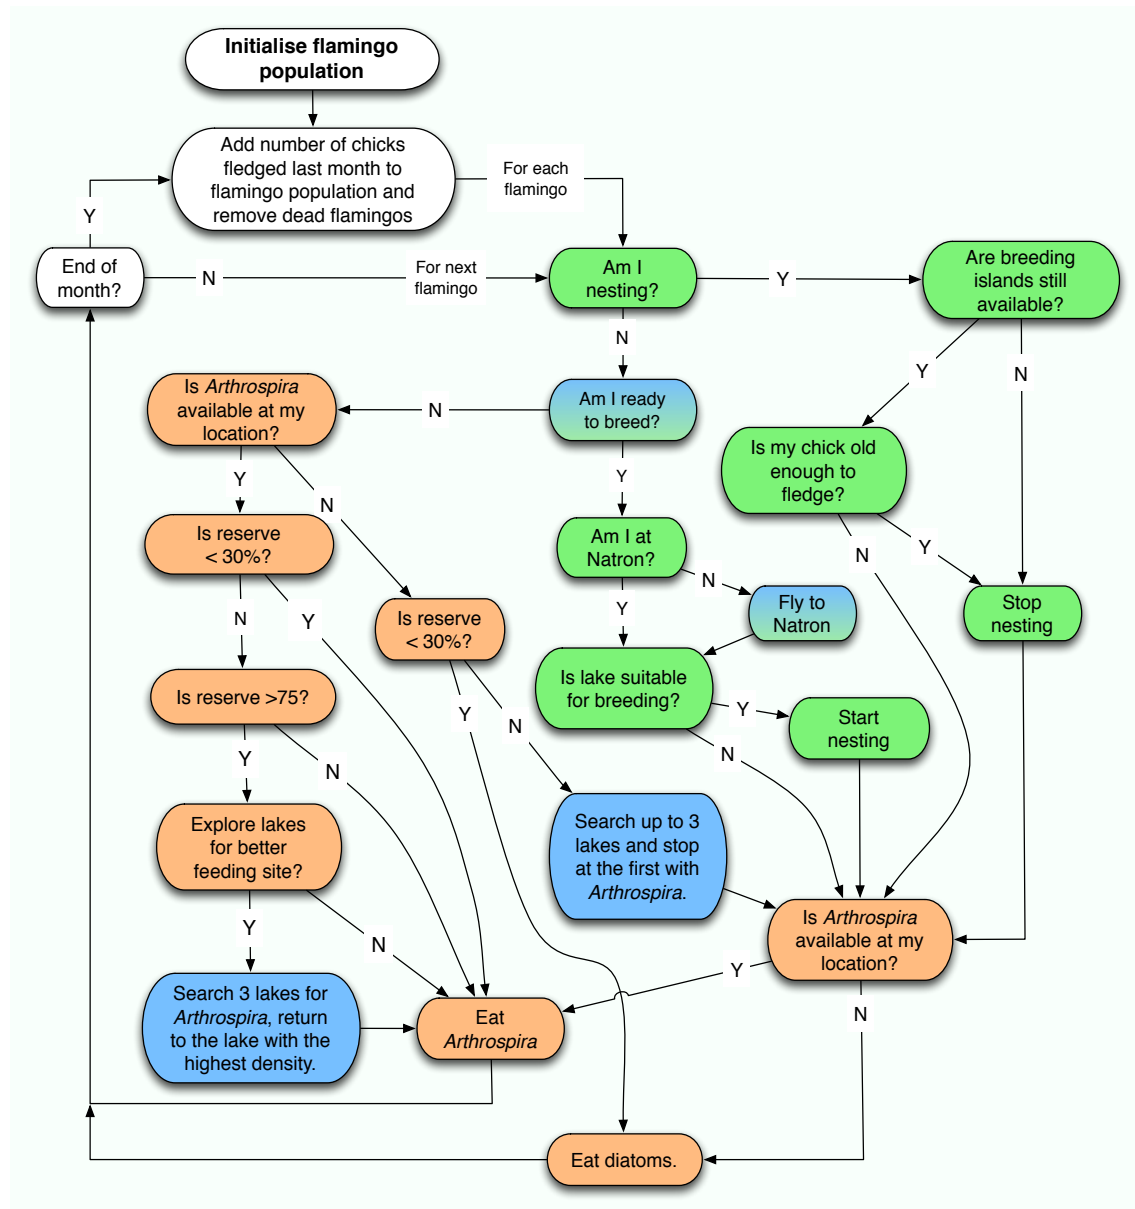 Initialise flamingo
population
Add number of chicks
fledged last month to
flamingo population and
remove dead flamingos
For each
flamingo
Y
End of
month?
N
For next
flamingo
Am I
nesting?
Y
Are breeding
islands still
available?
N
Y
N
Is Arthrospira
available at my
location?
N
Am I ready
to breed?
Is my chick old
enough to
fledge?
Y
N
Y
Is reserve
< 30%?
Am I at
Natron?
N
Y
N
Y
Y
N
Fly to
Natron
Stop
nesting
Is reserve
< 30%?
Is reserve >75?
Is lake suitable
for breeding?
Y
N
Y
Start
nesting
Y
N
N
Explore lakes
for better
feeding site?
Search up to 3
lakes and stop
at the first with
Arthrospira.
Y
N
Is Arthrospira
available at my
location?
Y
N
Search 3 lakes for
Arthrospira, return
to the lake with the
highest density.
Eat
Arthrospira
Eat diatoms.